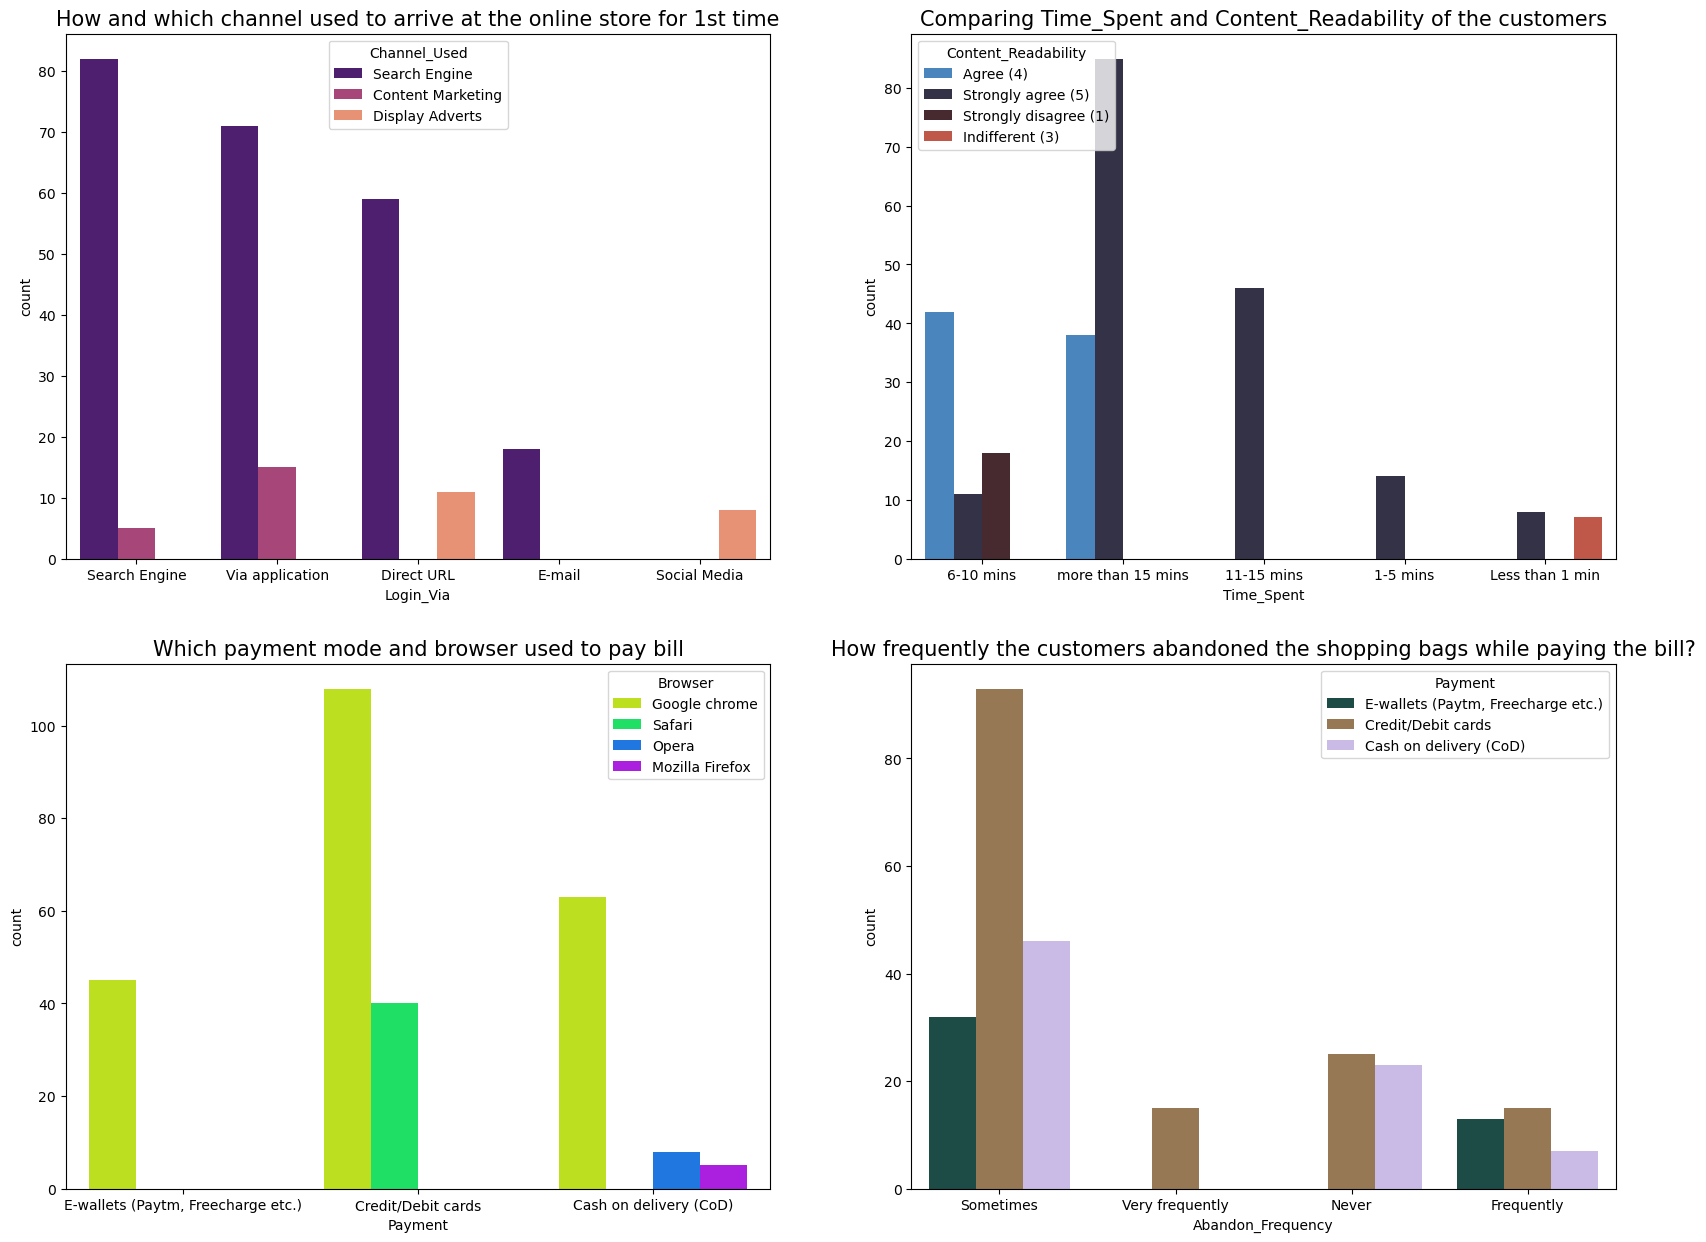 How and which channel used to arrive at the online store for 1st time
Channel_Used
Search Engine
Content Marketing
Display Adverts
80
70
60
50
40
30
20
10
0
count
Search Engine Via application Direct URL E-mail Social Media
Login_Via
Comparing Time_Spent and Content_Readability of the customers
Content_Readability
Agree (4)
Strongly agree (5)
Strongly disagree (1)
Indifferent (3)
80
70
60
50
40
30
20
10
0
count
6-10 mins more than 15 mins 11-15 mins 1-5 mins Less than 1 min
Time_Spent
Which payment mode and browser used to pay bill
Browser
Google chrome
Safari
Opera
Mozilla Firefox
100
80
60
40
20
0
count
E-wallets (Paytm, Freecharge etc.) Credit/Debit cards Cash on delivery (CoD)
Payment
How frequently the customers abandoned the shopping bags while paying the bill?
Payment
E-wallets (Paytm, Freecharge etc.)
Credit/Debit cards
Cash on delivery (CoD)
80
60
40
20
0
count
Sometimes Very frequently Never Frequently
Abandon_Frequency